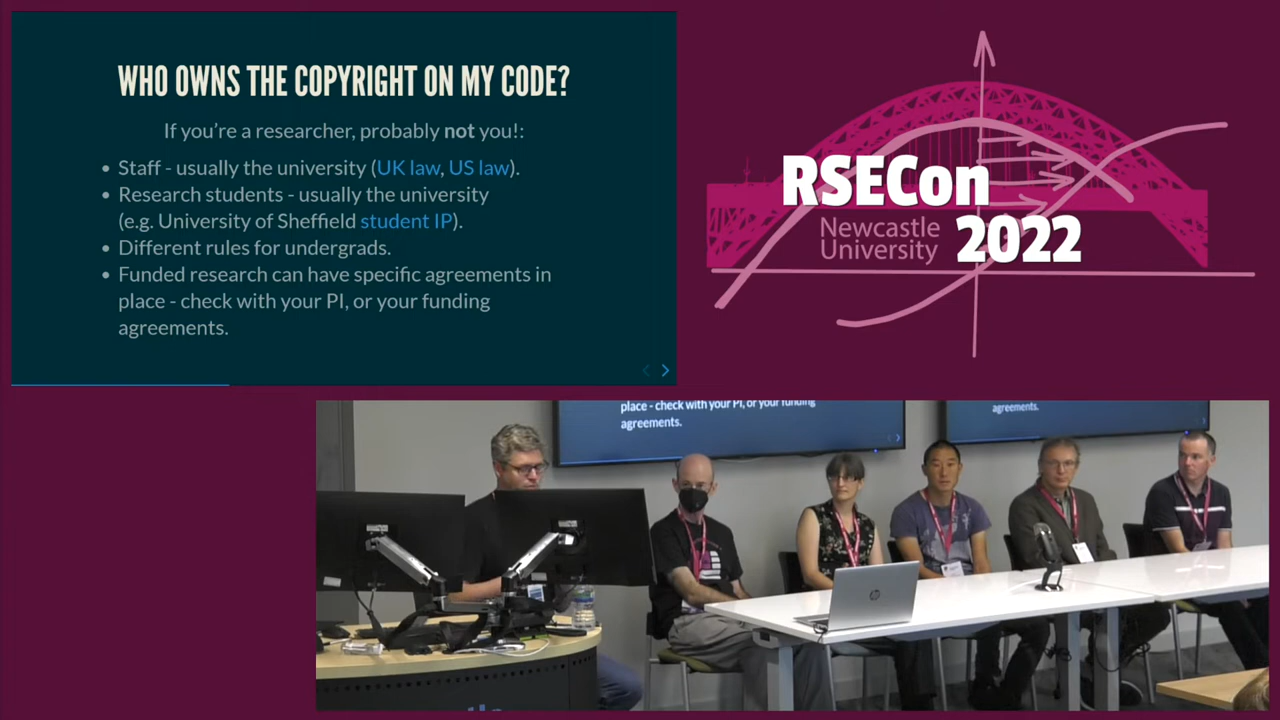 WHO OWNS THE COPYRIGHT ON MY CODE?
If you're a researcher, probably not you!:
• Staff - usually the university (UK law, US law).
• Research students - usually the university
(e.g. University of Sheffield student IP).
• Different rules for undergrads.
• Funded research can have specific agreements in
place - check with your PI, or your funding
agreements.
RSECon
Newcastle
University
2022
place - check with your PI, or your funding
agreements.
agreements.
hp